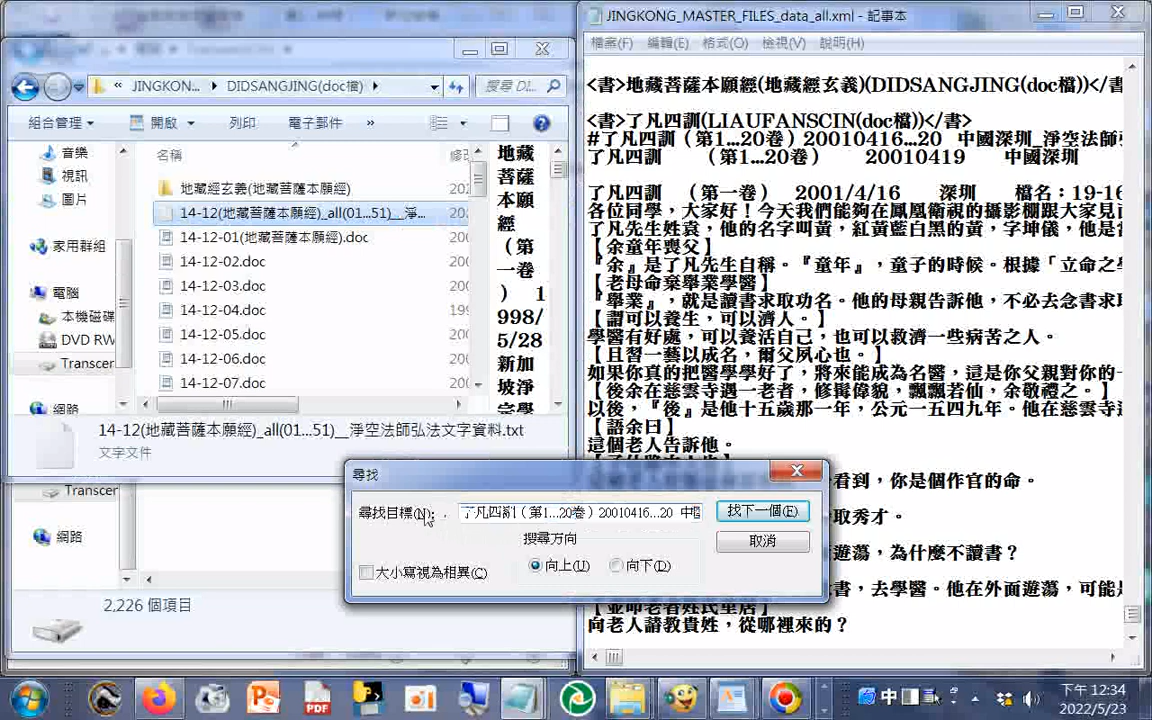 JINGKONG_MASTER_FILES_data_all.xml - 記事本
檔案(F) 編輯(E) 格式(O) 檢視(V) 說明(H)
« JINGKON... ▸ DIDSANGJING(doc檔) ▸
搜尋 DI...
組合管理 開啟 列印 電子郵件 »
音樂
視訊
圖片
家用群組
電腦
本機磁碟
DVD RW
Transcer
網路
名稱
地藏經玄義(地藏菩薩本願經)
14-12(地藏菩薩本願經)_all(01...51)__淨...
14-12-01(地藏菩薩本願經).doc
14-12-02.doc
14-12-03.doc
14-12-04.doc
14-12-05.doc
14-12-06.doc
14-12-07.doc
地藏
菩薩
本願
經
（第
一卷
） 1
998/
5/28
新加
坡淨
14-12(地藏菩薩本願經)_all(01...51)__淨空法師弘法文字資料.txt
文字文件
Transcer
網路
2,226 個項目
<書>地藏菩薩本願經(地藏經玄義)(DIDSANGJING(doc檔))</書
<書>了凡四訓(LIAUFANSCIN(doc檔))</書>
#了凡四訓（第1...20卷）20010416...20 中國深圳_淨空法師
了凡四訓 （第1...20卷） 20010419 中國深圳
了凡四訓 （第一卷） 2001/4/16 深圳 檔名：19-16
各位同學，大家好！今天我們能夠在鳳凰衛視的攝影棚跟大家見
了凡先生姓袁，他的名字叫黃，紅黃藍白黑的黃，字坤儀，他是
【余童年喪父】
『余』是了凡先生自稱。『童年』，童子的時候。根據「立命之
【老母命棄舉業學醫】
『舉業』，就是讀書求取功名。他的母親告訴他，不必去念書求
【謂可以養生，可以濟人。】
學醫有好處，可以養活自己，也可以救濟一些病苦之人。
【且習一藝以成名，爾父夙心也。】
如果你真的把醫學學好了，將來能成為名醫，這是你父親對你的
【後余在慈雲寺遇一老者，修髯偉貌，飄飄若仙，余敬禮之。】
以後，『後』是他十五歲那一年，公元一五四九年。他在慈雲寺
【語余曰】
這個老人告訴他。
看到，你是個作官的命。
取秀才。
遊蕩，為什麼不讀書？
書，去學醫。他在外面遊蕩，可能
【並叩老者姓氏里居】
向老人請教貴姓，從哪裡來的？
尋找
尋找目標(N): 了凡四訓（第1...20卷）20010416...20 中國
找下一個(F)
搜尋方向
取消
大小寫視為相異(C) 向上(U) 向下(D)
中
下午 12:34
2022/5/23